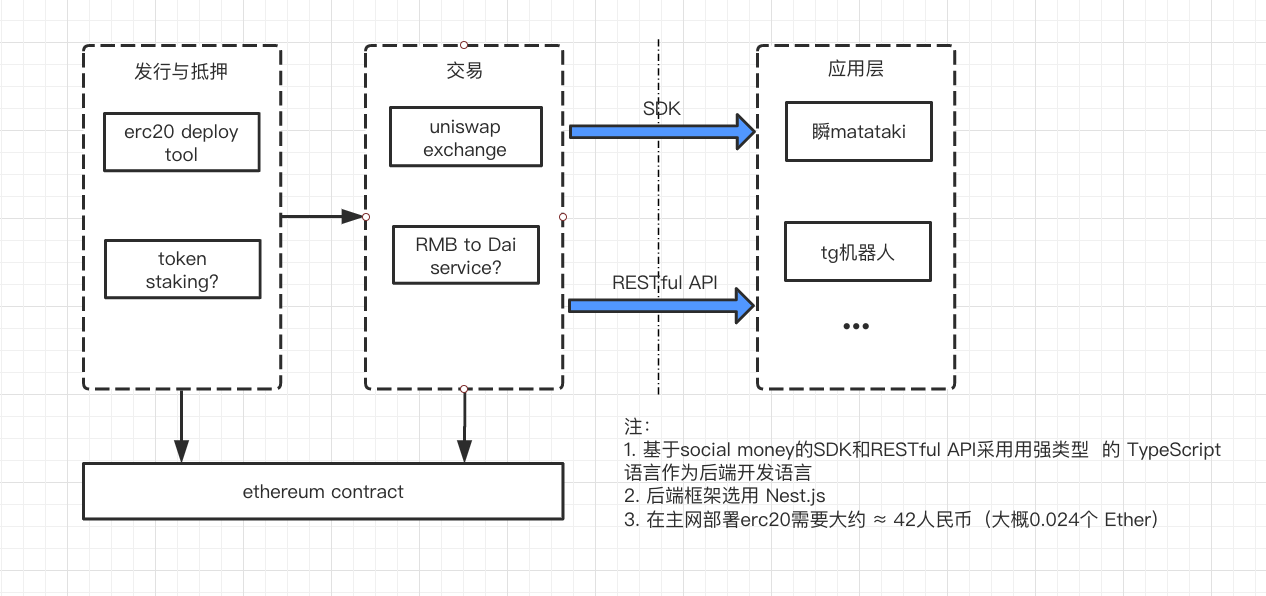 发行与抵押
erc20 deploy
tool
token
staking?
交易
uniswap
exchange
RMB to Dai
service?
SDK
RESTful API
应用层
瞬matataki
tg机器人
•••
ethereum contract
注：
1. 基于social money的SDK和RESTful API采用用强类型 的 TypeScript
语言作为后端开发语言
2. 后端框架选用 Nest.js
3. 在主网部署erc20需要大约 ≈ 42人民币（大概0.024个 Ether）